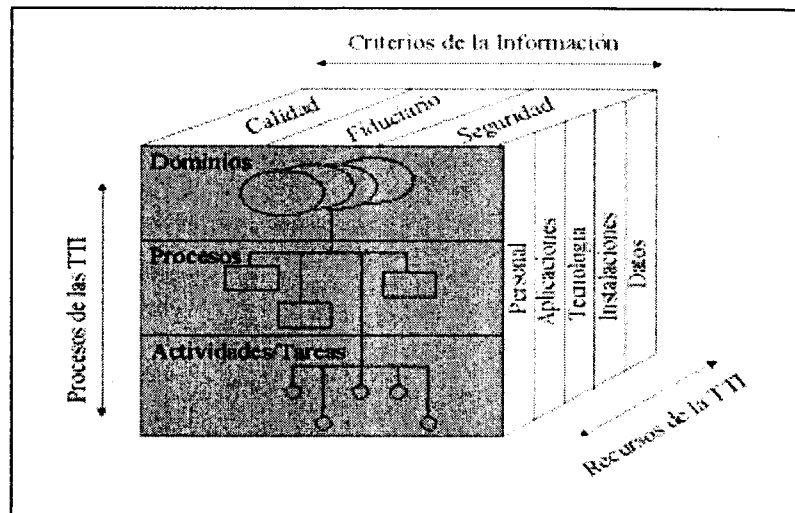 Criterios de la Información
Calidad
Fiduciario
Seguridad
Dominios
Procesos
Actividades/Tareas
Procesos de las TTI
Personal
Aplicaciones
Tecnología
Instalaciones
Datos
Recursos de la TTI